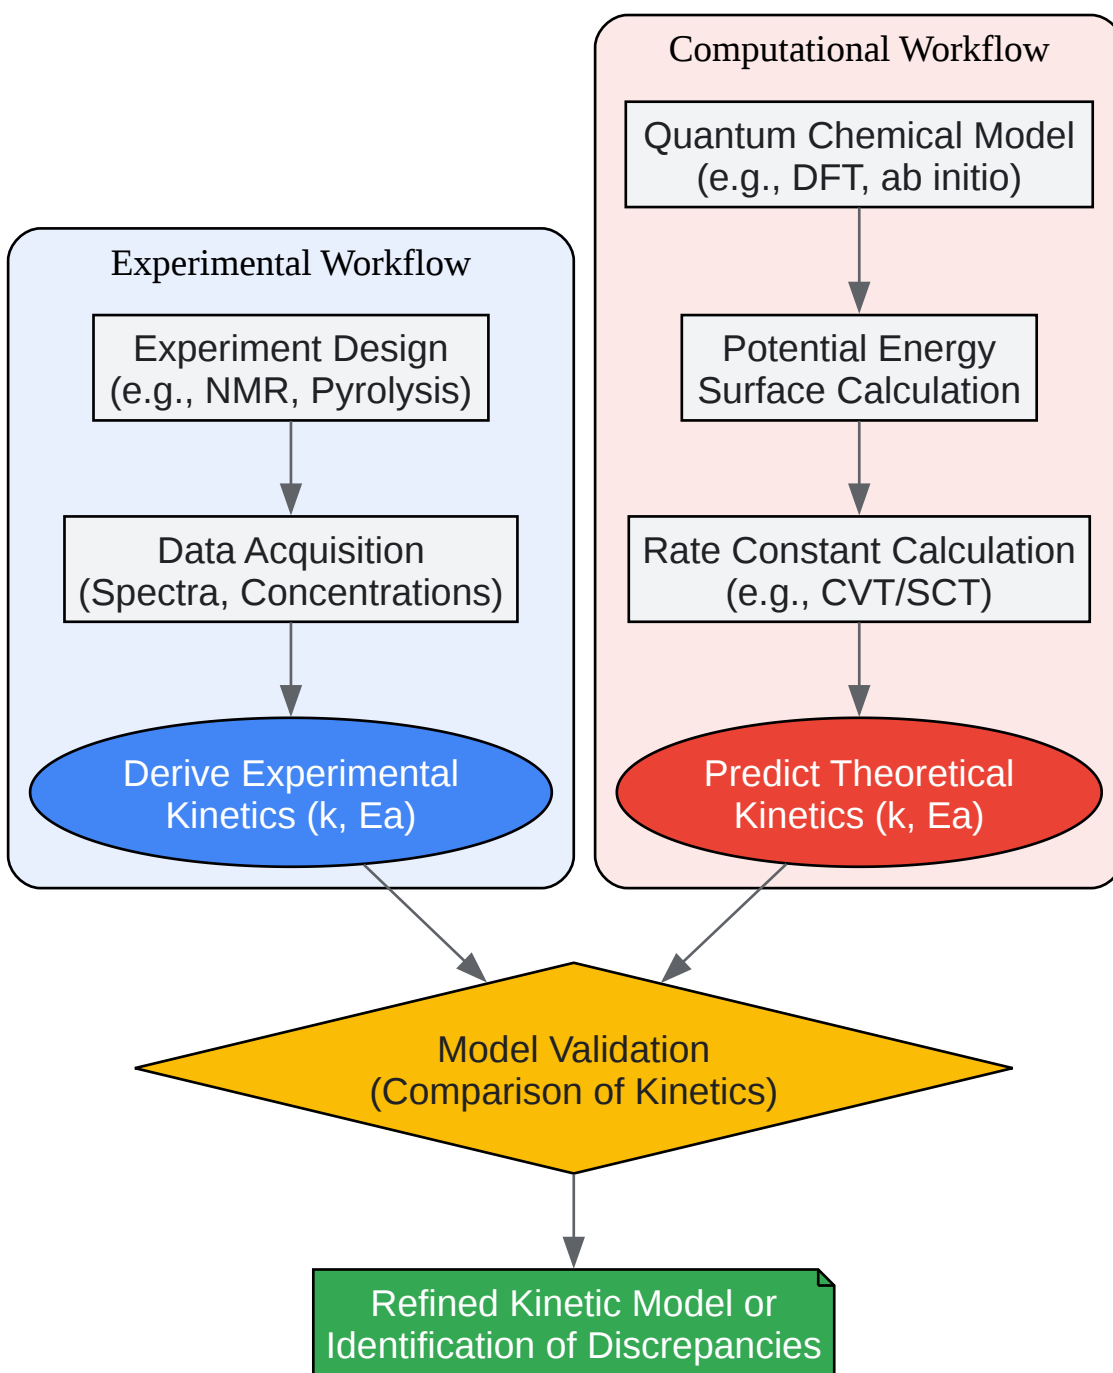 Computational Workflow
Quantum Chemical Model
(e.g., DFT, ab initio)
Potential Energy
Surface Calculation
Rate Constant Calculation
(e.g., CVT/SCT)
Predict Theoretical
Kinetics (k, Ea)
Experimental Workflow
Experiment Design
(e.g., NMR, Pyrolysis)
Data Acquisition
(Spectra, Concentrations)
Derive Experimental
Kinetics (k, Ea)
Model Validation
(Comparison of Kinetics)
Refined Kinetic Model or
Identification of Discrepancies